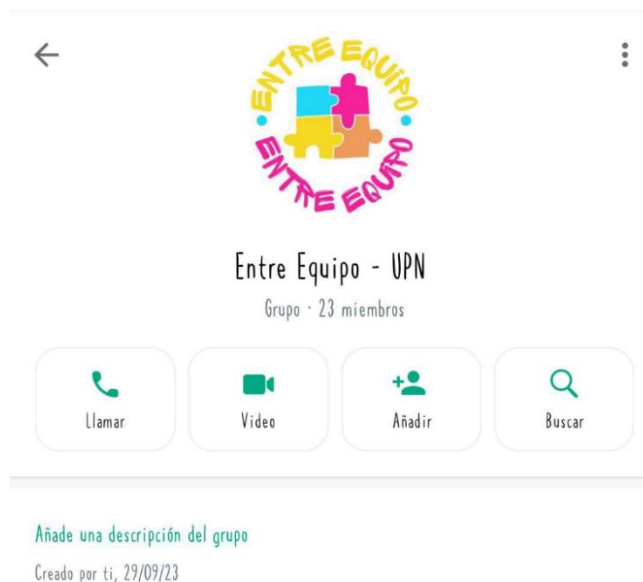 ENTRE EQUIPO
ENTRE EQUIPO
Entre Equipo - UPN
Grupo · 23 miembros
Llamar Video Añadir Buscar
Añade una descripción del grupo
Creado por ti, 29/09/23